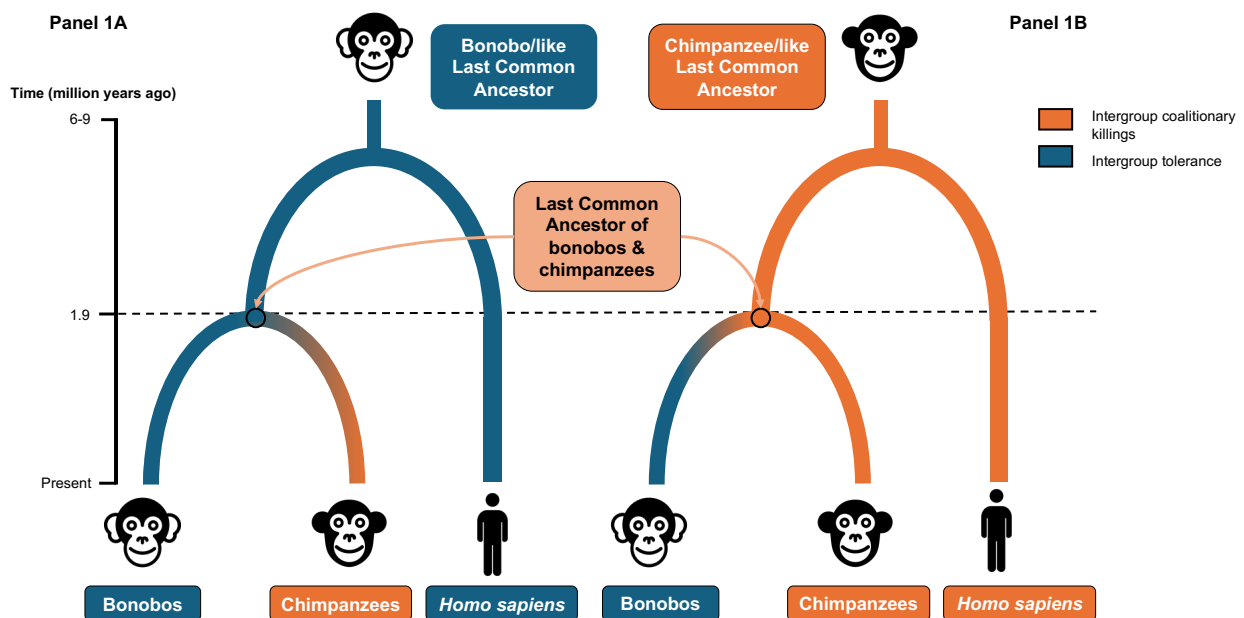 Panel 1A
Panel 1B
Bonobo/like
Last Common
Ancestor
Chimpanzee/like
Last Common
Ancestor
Time (million years ago)
6-9
Intergroup coalitionary
killings
Intergroup tolerance
Last Common
Ancestor of
bonobos &
chimpanzees
1.9
Present
Bonobos
Chimpanzees
Homo sapiens
Bonobos
Chimpanzees
Homo sapiens